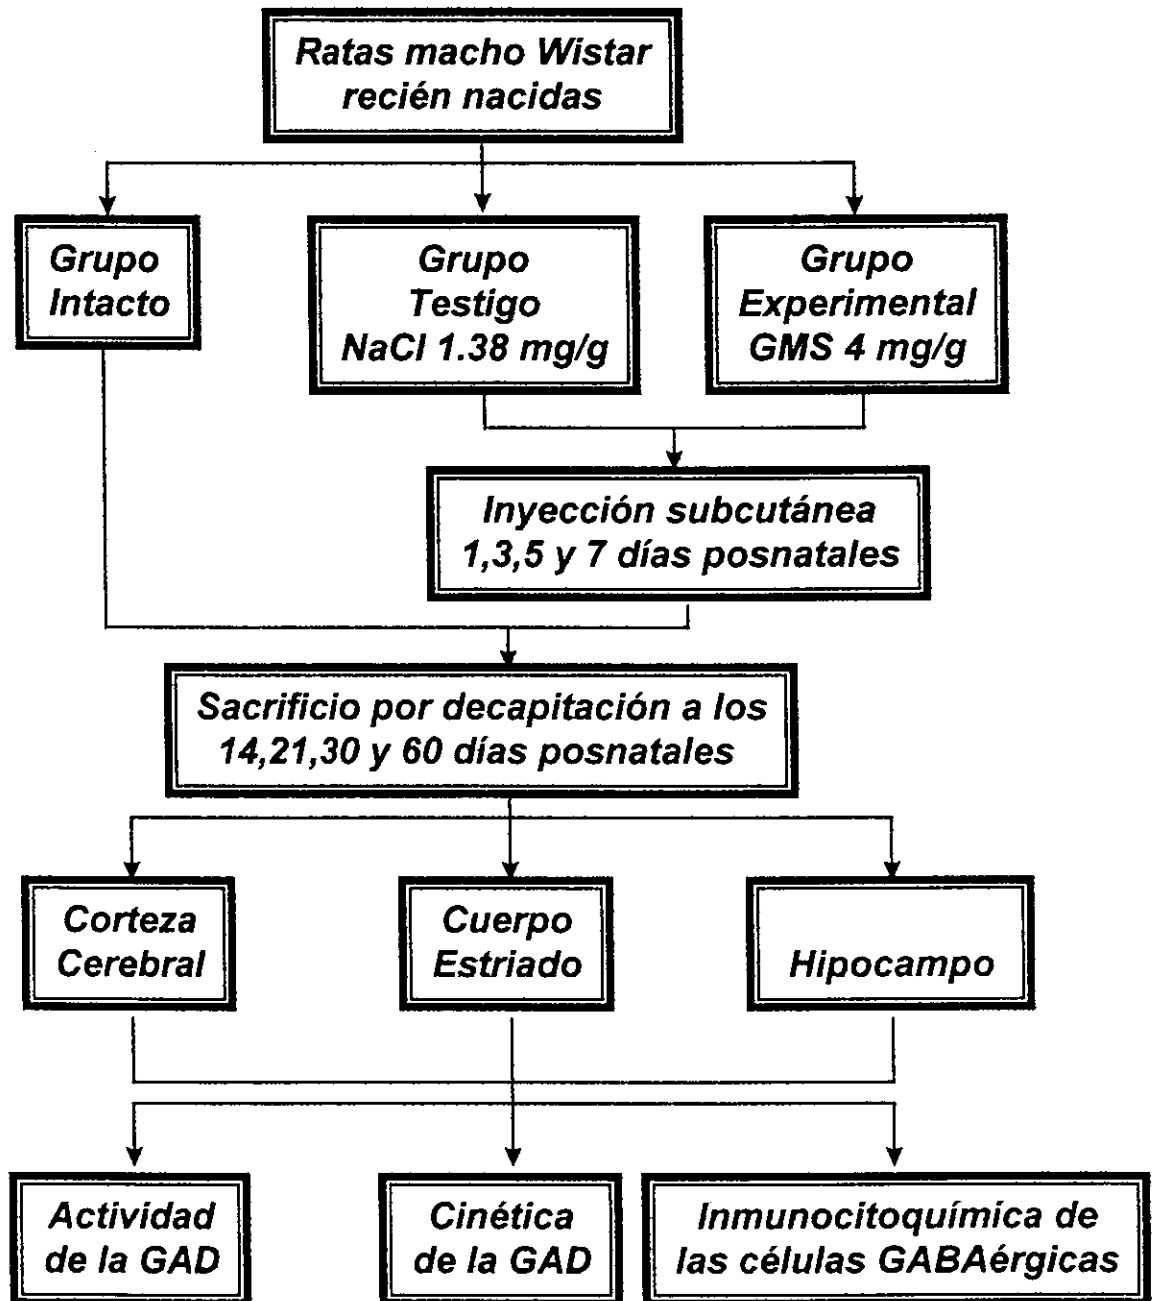 Ratas macho Wistar
recién nacidas
Grupo
Intacto
Grupo
Testigo
NaCl 1.38 mg/g
Grupo
Experimental
GMS 4 mg/g
Inyección subcutánea
1,3,5 y 7 días posnatales
Sacrificio por decapitación a los
14,21,30 y 60 días posnatales
Corteza
Cerebral
Cuerpo
Estriado
Hipocampo
Actividad
de la GAD
Cinética
de la GAD
Inmunocitoquímica de
las células GABAérgicas